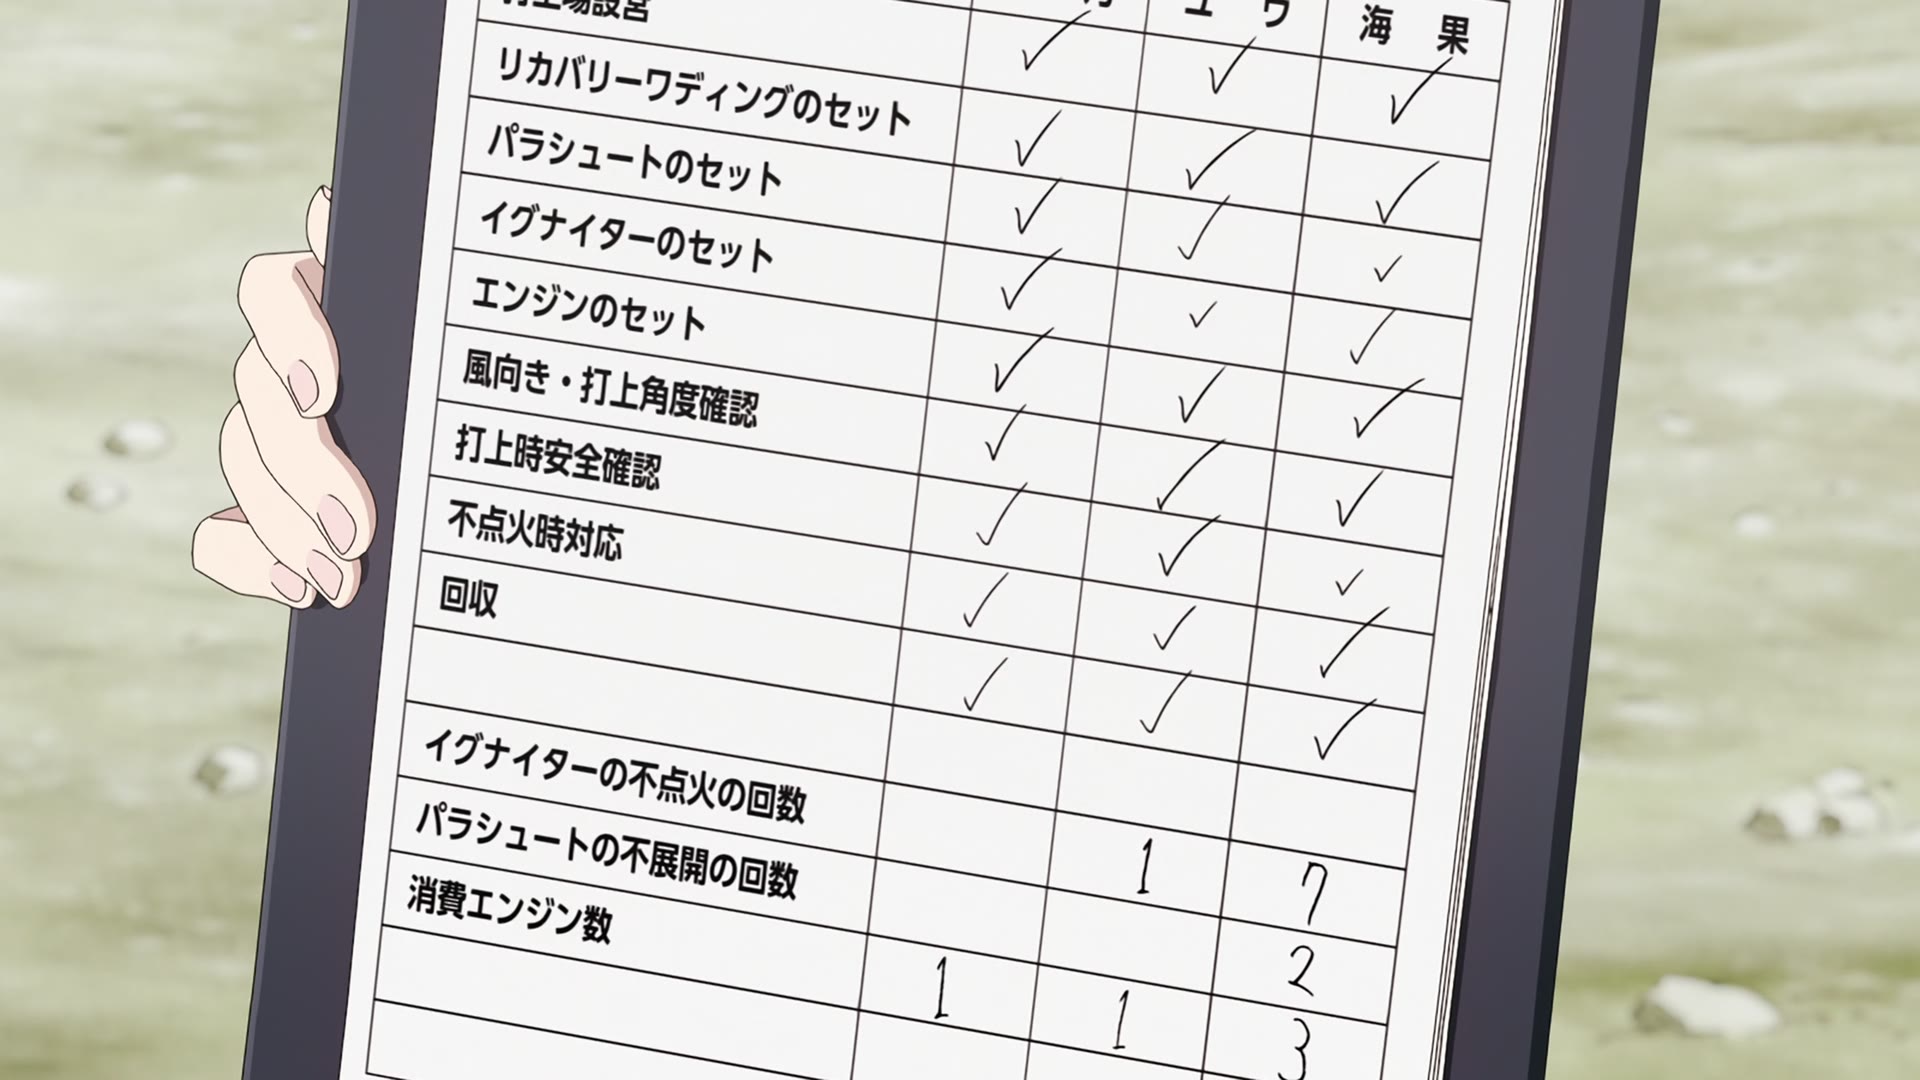 打上場設営 ✓ ✓ ✓
ユウ 海果
リカバリーワディングのセット ✓ ✓ ✓
パラシュートのセット ✓ ✓ ✓
イグナイターのセット ✓ ✓ ✓
エンジンのセット ✓ ✓ ✓
風向き・打上角度確認 ✓ ✓ ✓
打上時安全確認 ✓ ✓ ✓
不点火時対応 ✓ ✓ ✓
回収 ✓ ✓ ✓
イグナイターの不点火の回数 1 7
パラシュートの不展開の回数 2
消費エンジン数 1 1 3